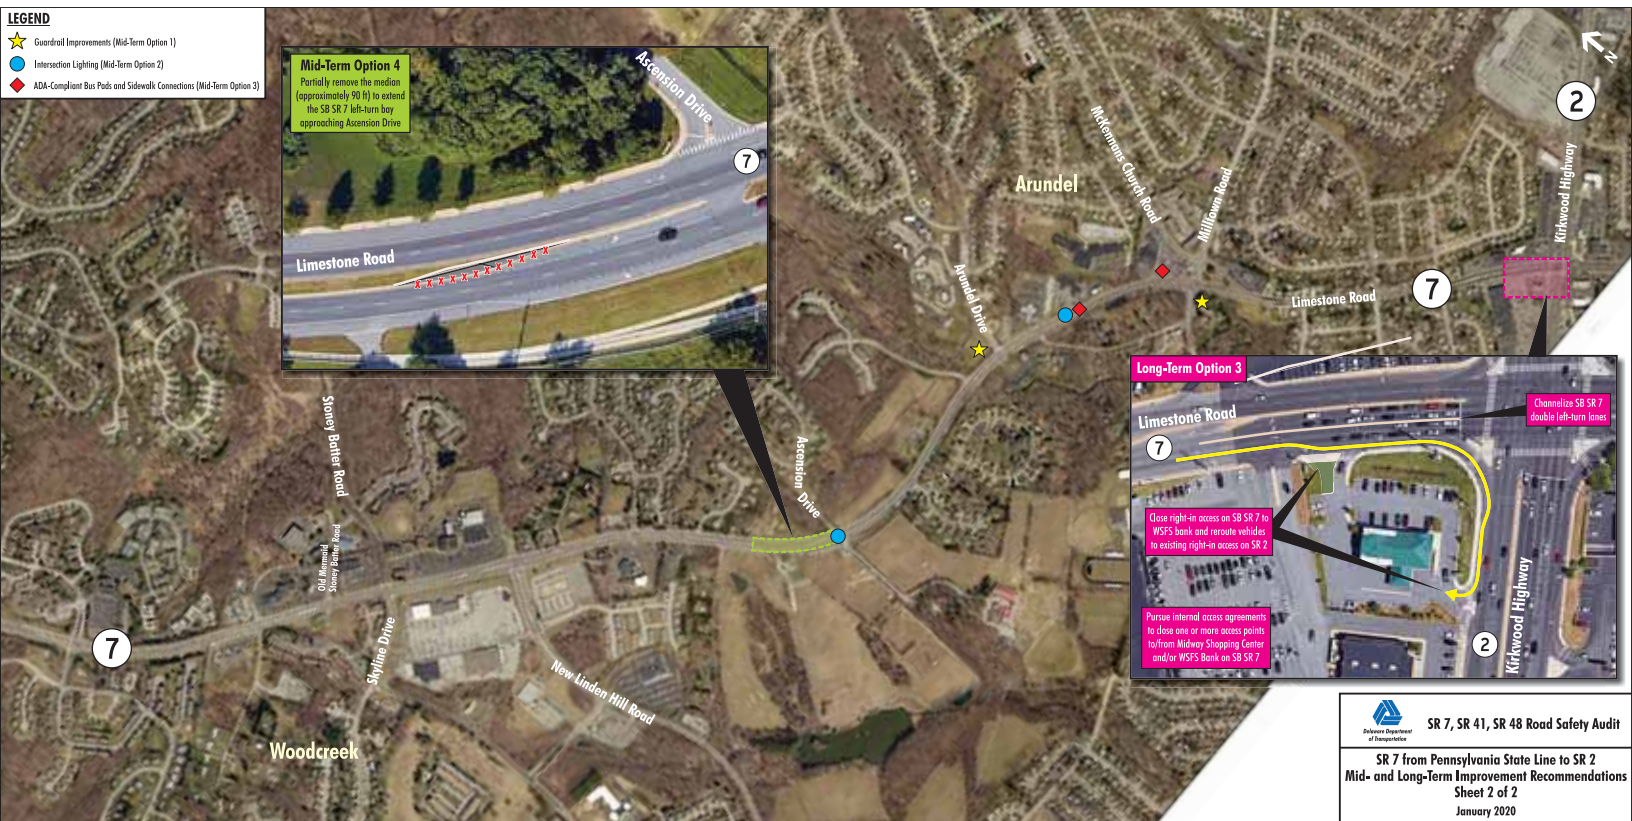 LEGEND
Guardrail Improvements (Mid-Term Option 1)
Intersection Lighting (Mid-Term Option 2)
ADA-Compliant Bus Pads and Sidewalk Connections (Mid-Term Option 3)
Mid-Term Option 4
Partially remove the median
(approximately 90 ft) to extend
the SB SR 7 left-turn bay
approaching Ascension Drive
Ascension Drive
7
Limestone Road
X X X X X X X X X X X X
N
2
Kirkwood Highway
McKennans Church Road
Milltown Road
Arundel
Arundel Drive
Limestone Road
7
Stoney Batter Road
Old Mermaid
Stoney Batter Road
Ascension Drive
Skyline Drive
New Linden Hill Road
7
Woodcreek
Long-Term Option 3
Limestone Road
7
Channelize SB SR 7
double left-turn lanes
Close right-in access on SB SR 7 to
WSFS bank and reroute vehicles
to existing right-in access on SR 2
Pursue internal access agreements
to close one or more access points
to/from Midway Shopping Center
and/or WSFS Bank on SB SR 7
2
Kirkwood Highway
Delaware Department
of Transportation
SR 7, SR 41, SR 48 Road Safety Audit
SR 7 from Pennsylvania State Line to SR 2
Mid- and Long-Term Improvement Recommendations
Sheet 2 of 2
January 2020